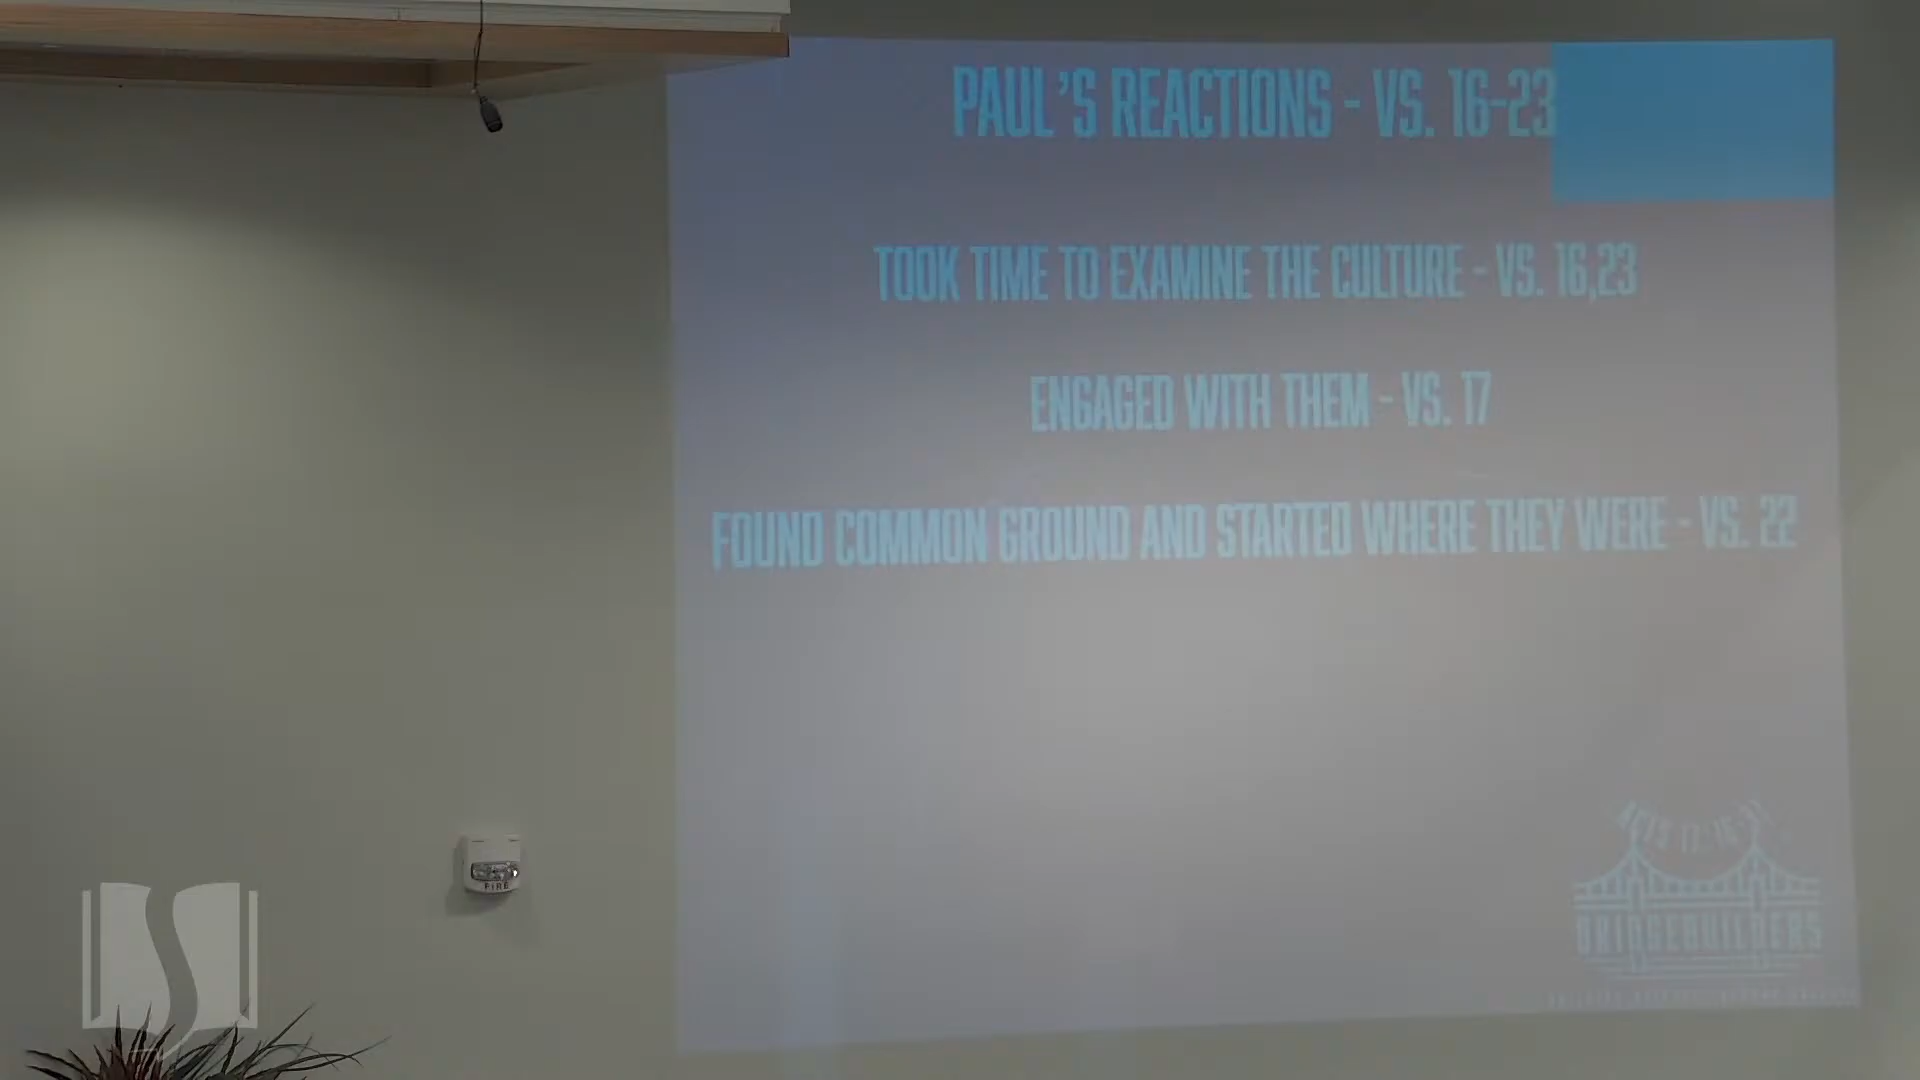 PAUL'S REACTIONS - VS. 16-23
TOOK TIME TO EXAMINE THE CULTURE - VS. 16,23
ENGAGED WITH THEM - VS. 17
FOUND COMMON GROUND AND STARTED WHERE THEY WERE - VS. 22
BRIDGEBUILDERS
FIRE